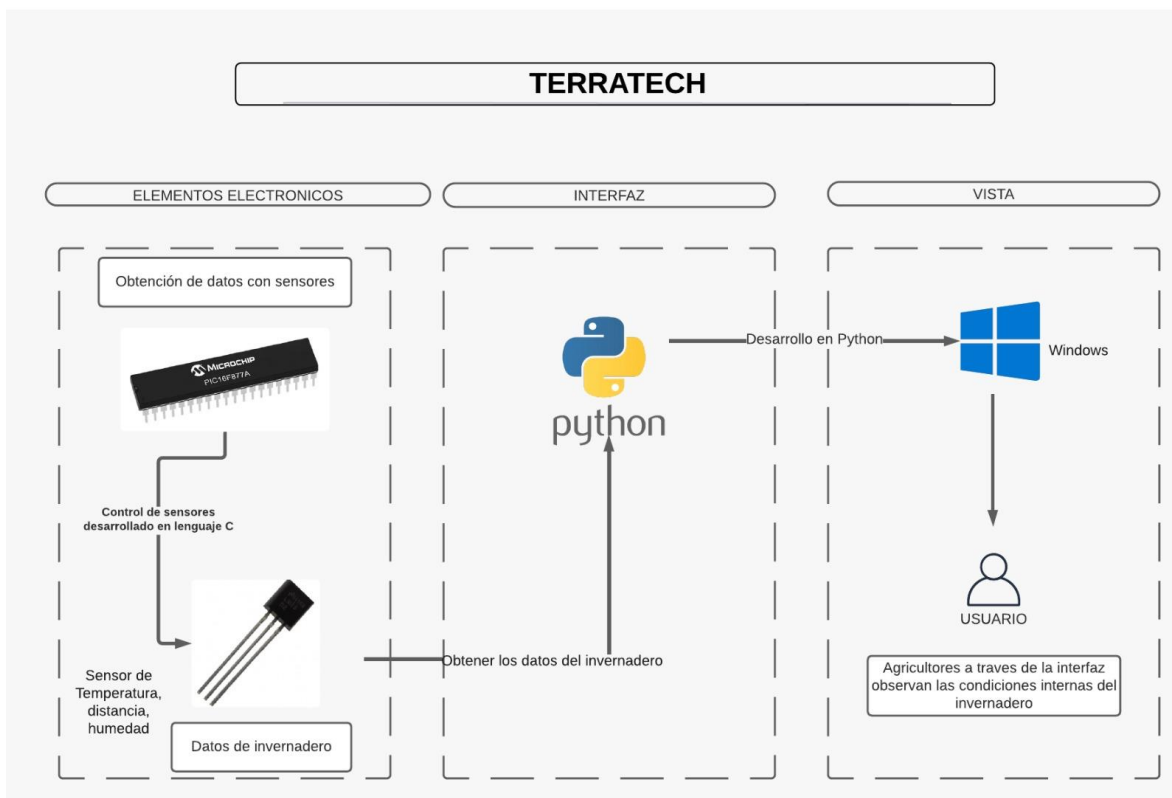 TERRATECH
ELEMENTOS ELECTRONICOS
INTERFAZ
VISTA
Obtención de datos con sensores
MICROCHIP
PIC16F877A
Control de sensores
desarrollado en lenguaje C
Sensor de
Temperatura,
distancia,
humedad
Datos de invernadero
Obtener los datos del invernadero
python
Desarrollo en Python
Windows
USUARIO
Agricultores a traves de la interfaz
observan las condiciones internas del
invernadero